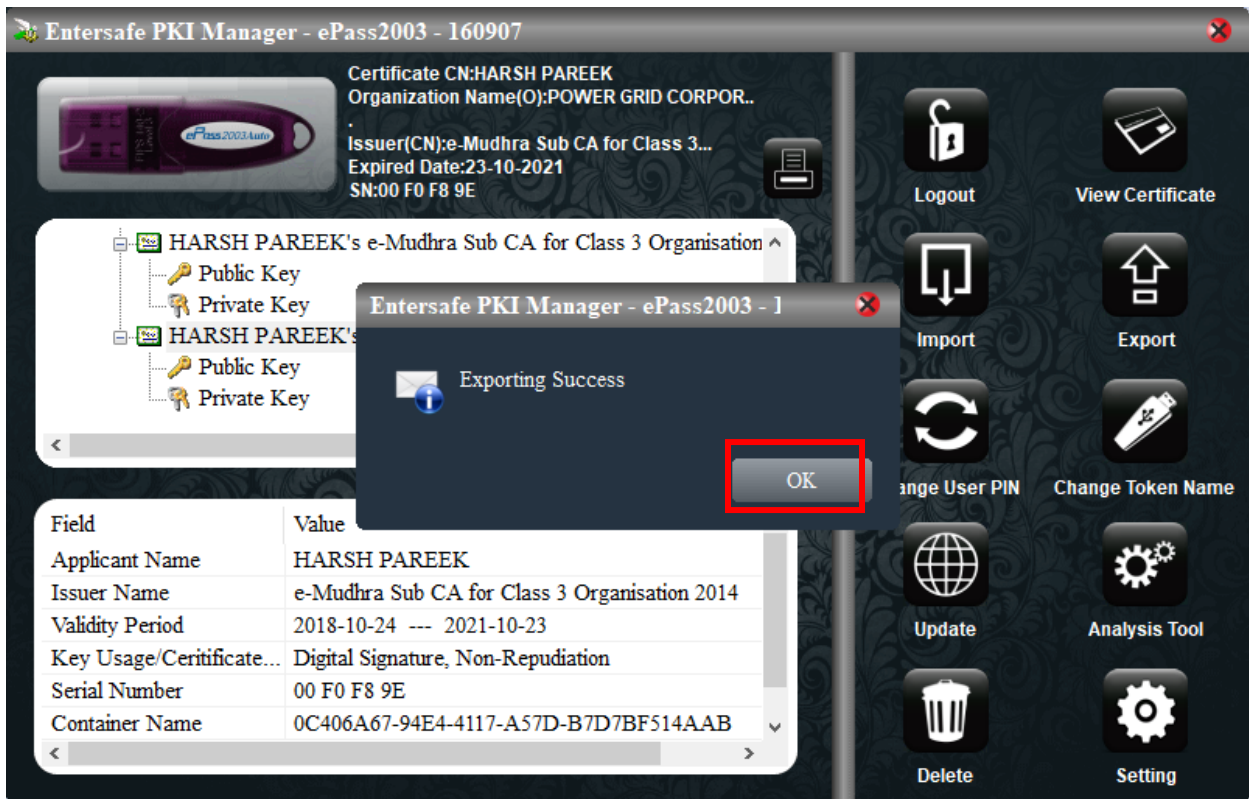 Entersafe PKI Manager - ePass2003 - 160907
ePass2003Auto
Certificate CN:HARSH PAREEK
Organization Name(O):POWER GRID CORPOR..
.
Issuer(CN):e-Mudhra Sub CA for Class 3...
Expired Date:23-10-2021
SN:00 F0 F8 9E
Logout
View Certificate
HARSH PAREEK's e-Mudhra Sub CA for Class 3 Organisation
Public Key
Private Key
HARSH PAREEK's
Public Key
Private Key
Entersafe PKI Manager - ePass2003 - 1
Exporting Success
OK
Import
Export
ange User PIN
Change Token Name
Field Value
Applicant Name HARSH PAREEK
Issuer Name e-Mudhra Sub CA for Class 3 Organisation 2014
Validity Period 2018-10-24 --- 2021-10-23
Key Usage/Ceritificate... Digital Signature, Non-Repudiation
Serial Number 00 F0 F8 9E
Container Name 0C406A67-94E4-4117-A57D-B7D7BF514AAB
Update
Analysis Tool
Delete
Setting